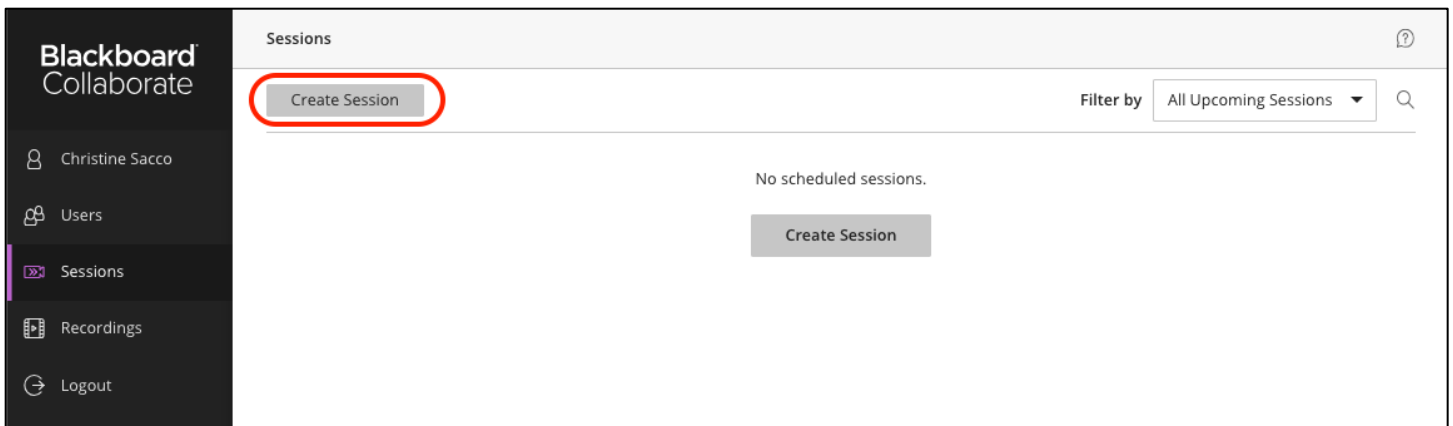 Blackboard
Collaborate
Christine Sacco
Users
Sessions
Recordings
Logout
Sessions
Create Session
Filter by All Upcoming Sessions
No scheduled sessions.
Create Session